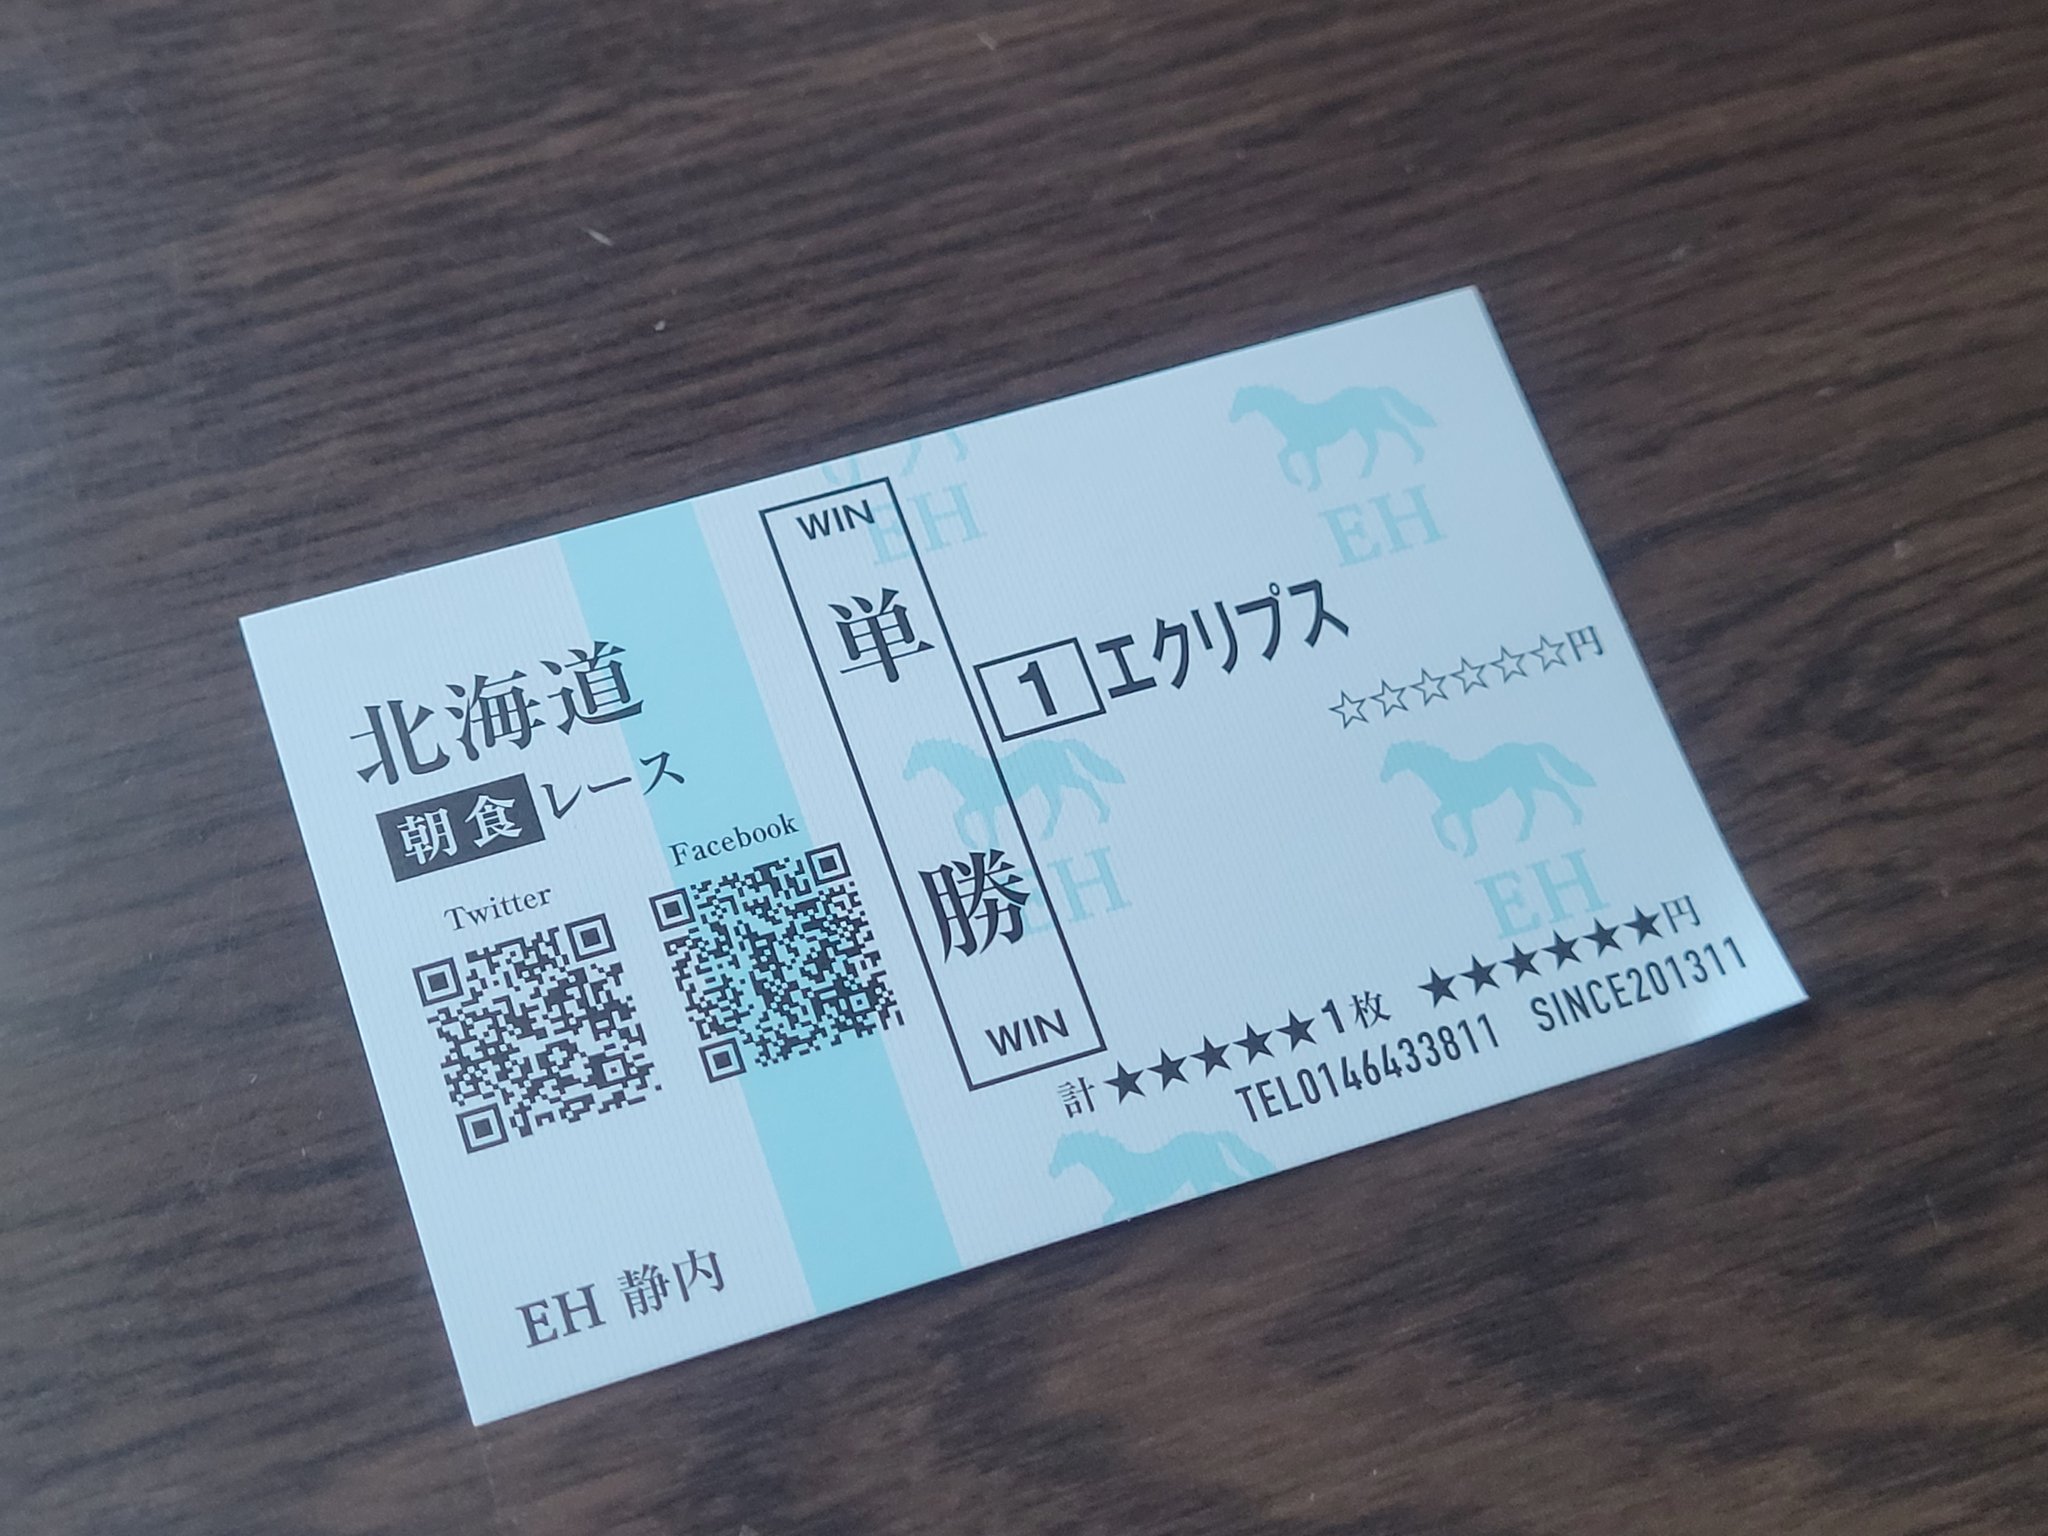 北海道
朝食レース
Twitter
Facebook
EH 静内
WIN
単勝
WIN
1 エクリプス
☆☆☆☆☆☆円
計★★★★★1枚 ★★★★★★円
TEL0146433811 SINCE201311
EH
EH
EH
EH